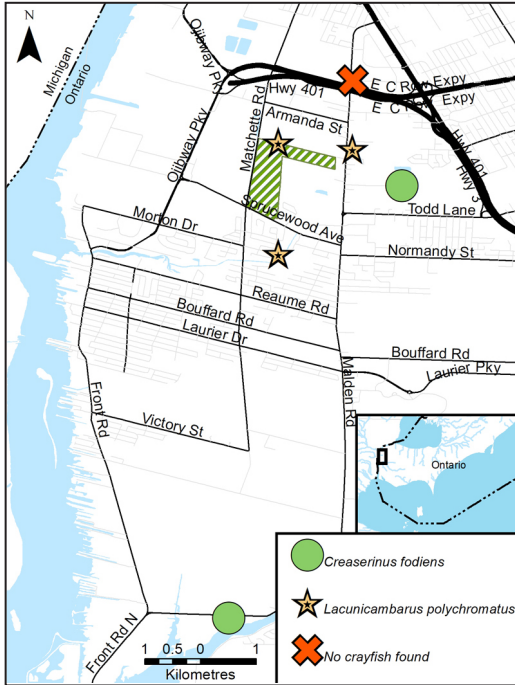 N
Michigan
Ontario
Ojibway Pky
Ojibway Pky
Matchette Rd
Hwy 401
E C Row Expy
E C Row Expy
Armanda St
Hwy 401
Hwy 3
Sprucewood Ave
Todd Lane
Morton Dr
Normandy St
Reaume Rd
Bouffard Rd
Laurier Dr
Bouffard Rd
Laurier Pky
Malden Rd
Front Rd
Victory St
Ontario
Front Rd N
1 0.5 0 1
Kilometres
Creaserinus fodiens
Lacunicambarus polychromatus
No crayfish found